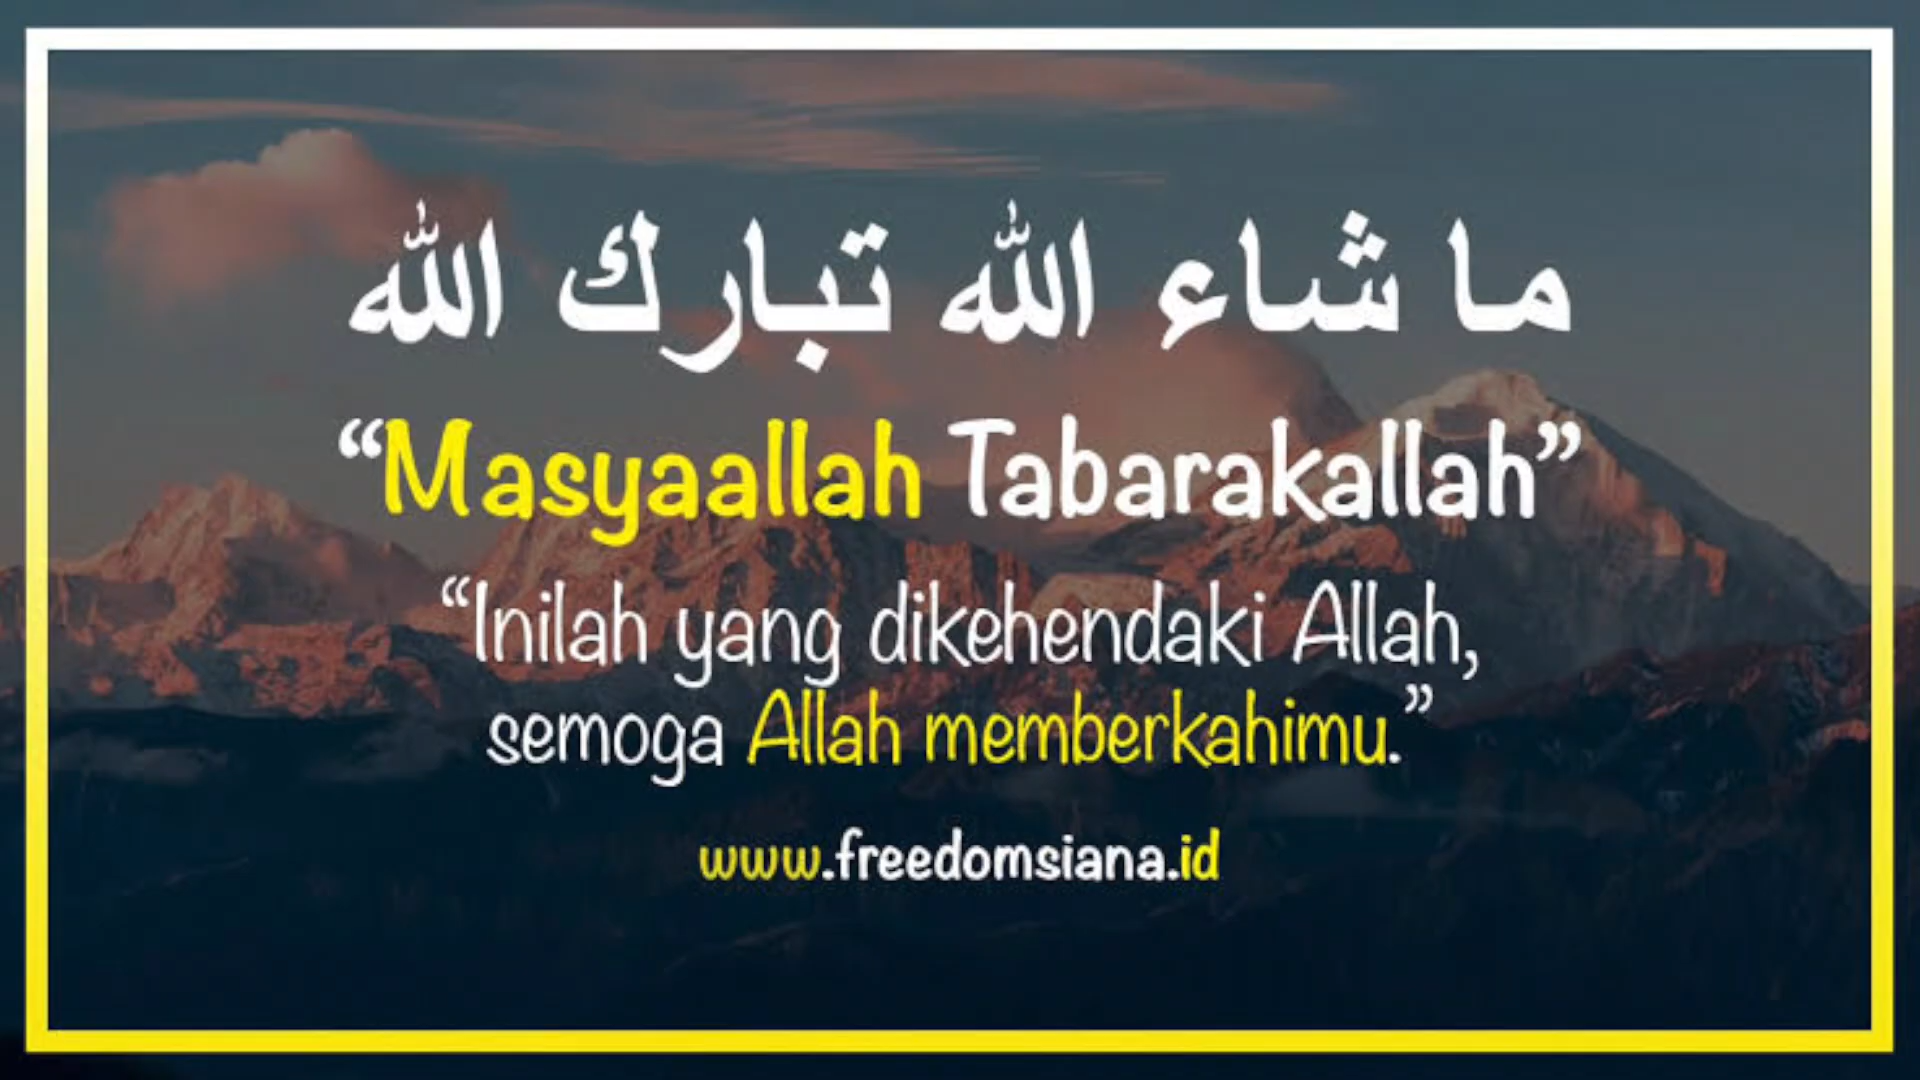 ما شاء الله تبارك الله
“Masyaallah Tabarakallah”
“Inilah yang dikehendaki Allah,
semoga Allah memberkahimu.”
www.freedomsiana.id